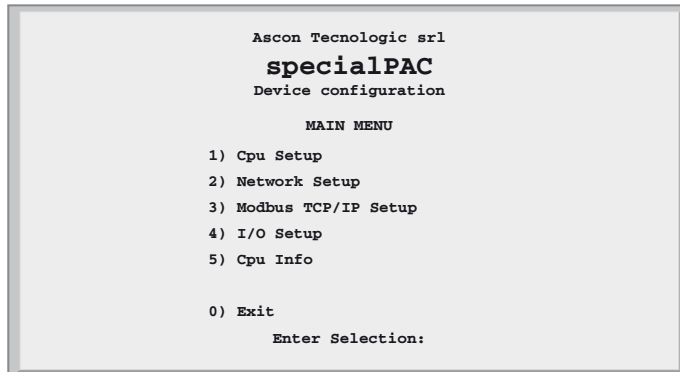 Ascon Tecnologic srl
specialPAC
Device configuration
MAIN MENU
1) Cpu Setup
2) Network Setup
3) Modbus TCP/IP Setup
4) I/O Setup
5) Cpu Info
0) Exit
Enter Selection: